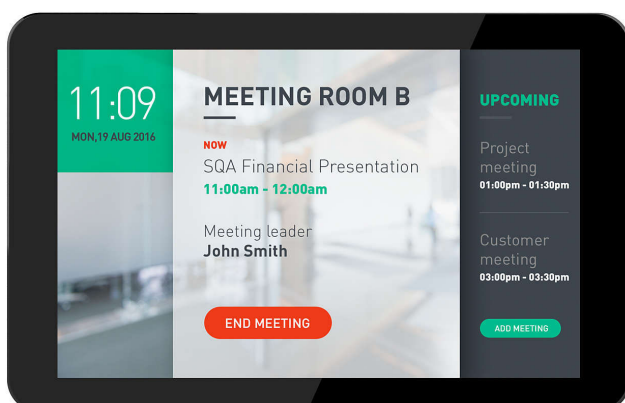 11:09
MON,19 AUG 2016
MEETING ROOM B
NOW
SQA Financial Presentation
11:00am - 12:00am
Meeting leader
John Smith
END MEETING
UPCOMING
Project
meeting
01:00pm - 01:30pm
Customer
meeting
03:00pm - 03:30pm
ADD MEETING